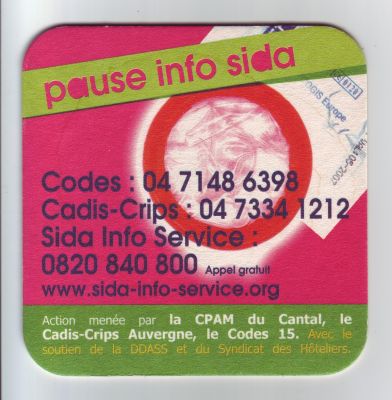 pause info sida
Codes : 04 7148 6398
Cadis-Crips : 04 7334 1212
Sida Info Service :
0820 840 800 Appel gratuit
www.sida-info-service.org
Action menée par la CPAM du Cantal, le
Cadis-Crips Auvergne, le Codes 15. Avec le
soutien de la DDASS et du Syndicat des Hôteliers.